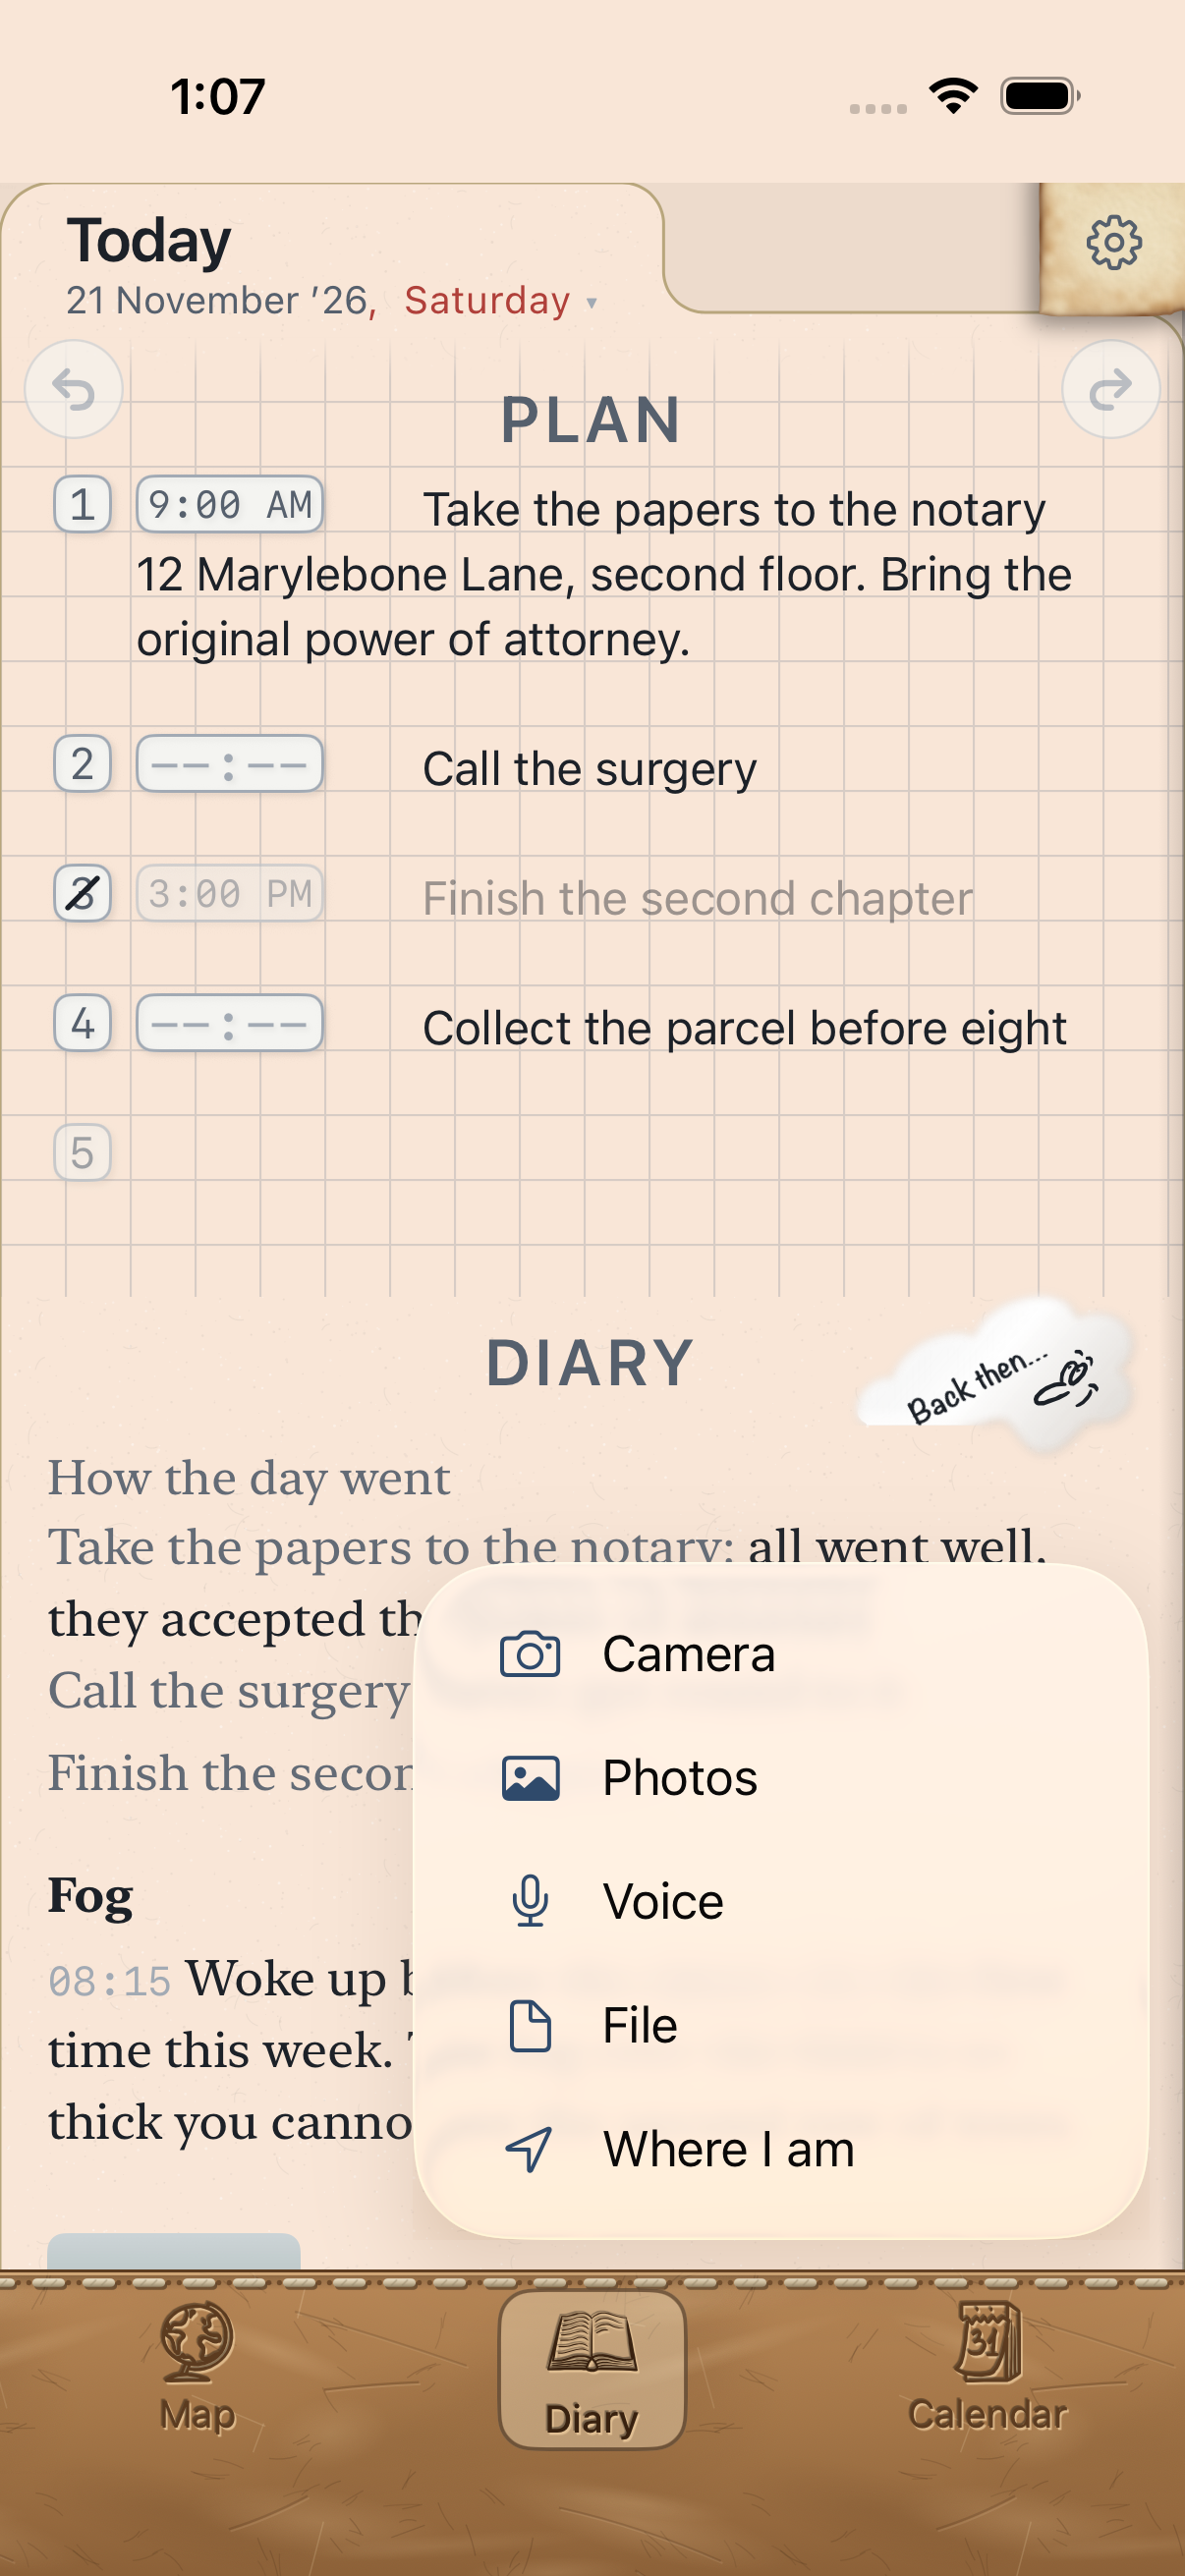 1:07
Today
21 November ’26, Saturday
PLAN
1 9:00 AM Take the papers to the notary
12 Marylebone Lane, second floor. Bring the
original power of attorney.
2 --:-- Call the surgery
3 3:00 PM Finish the second chapter
4 --:-- Collect the parcel before eight
5
DIARY
Back then...
How the day went
Take the papers to the notary: all went well,
they accepted
Call the surgery
Finish the
Camera
Photos
Voice
File
Where I am
Fog
08:15 Woke up
time this week.
thick you
31
Map
Diary
Calendar